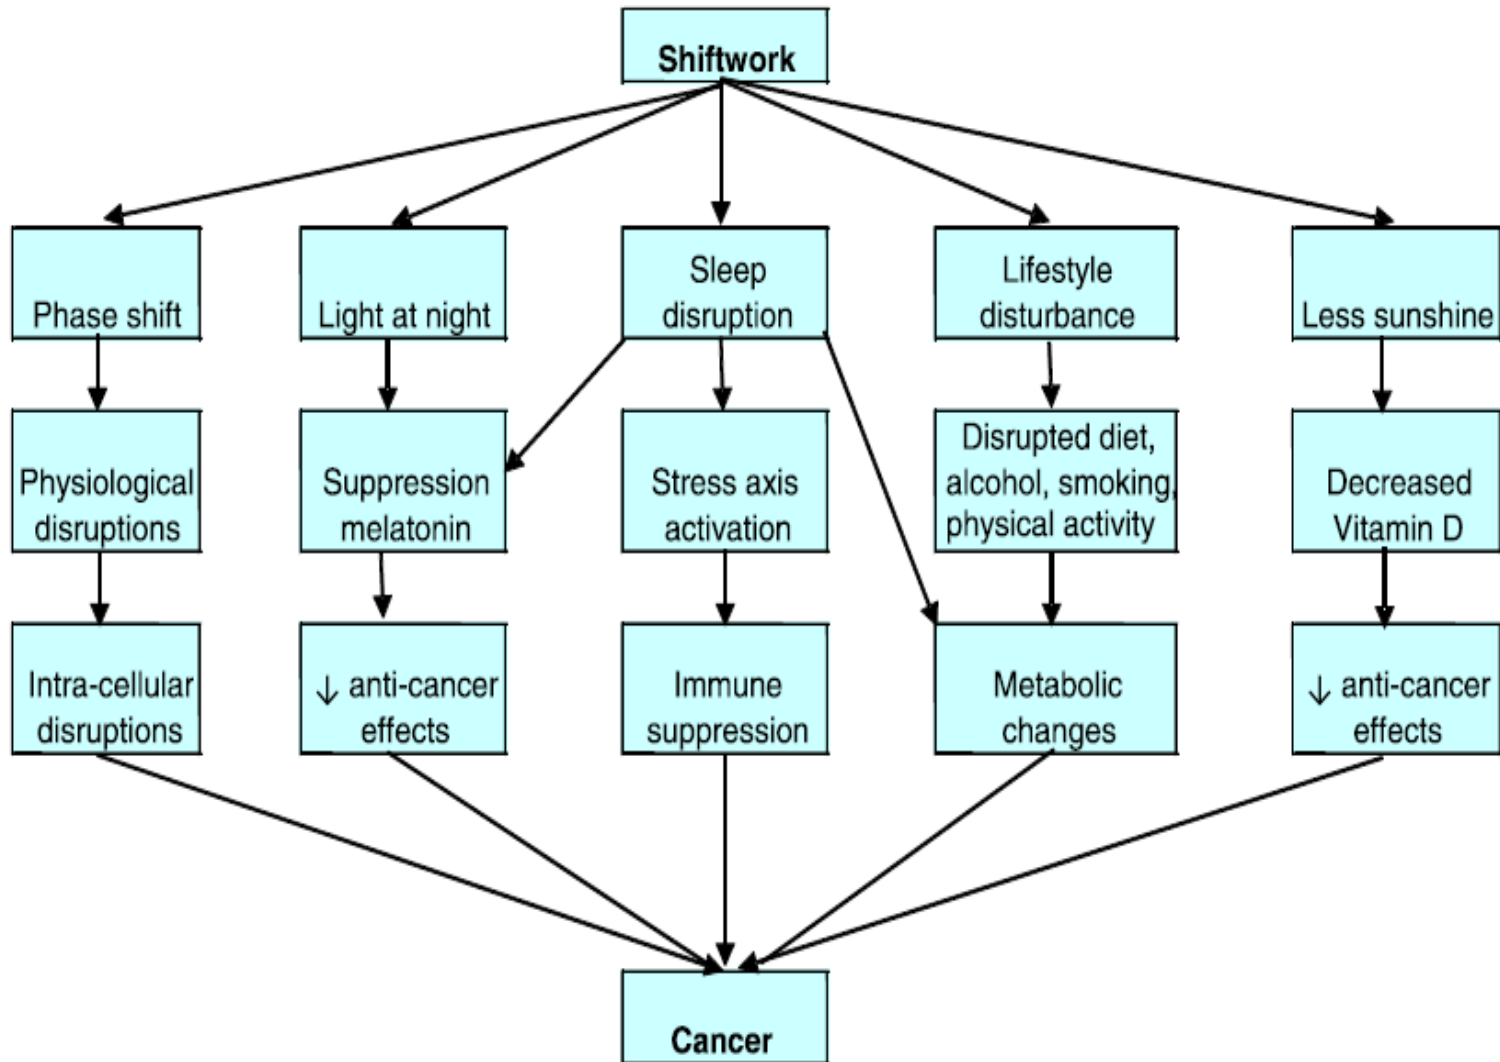 Shiftwork
Phase shift
Light at night
Sleep
disruption
Lifestyle
disturbance
Less sunshine
Physiological
disruptions
Suppression
melatonin
Stress axis
activation
Disrupted diet,
alcohol, smoking,
physical activity
Decreased
Vitamin D
Intra-cellular
disruptions
↓ anti-cancer
effects
Immune
suppression
Metabolic
changes
↓ anti-cancer
effects
Cancer